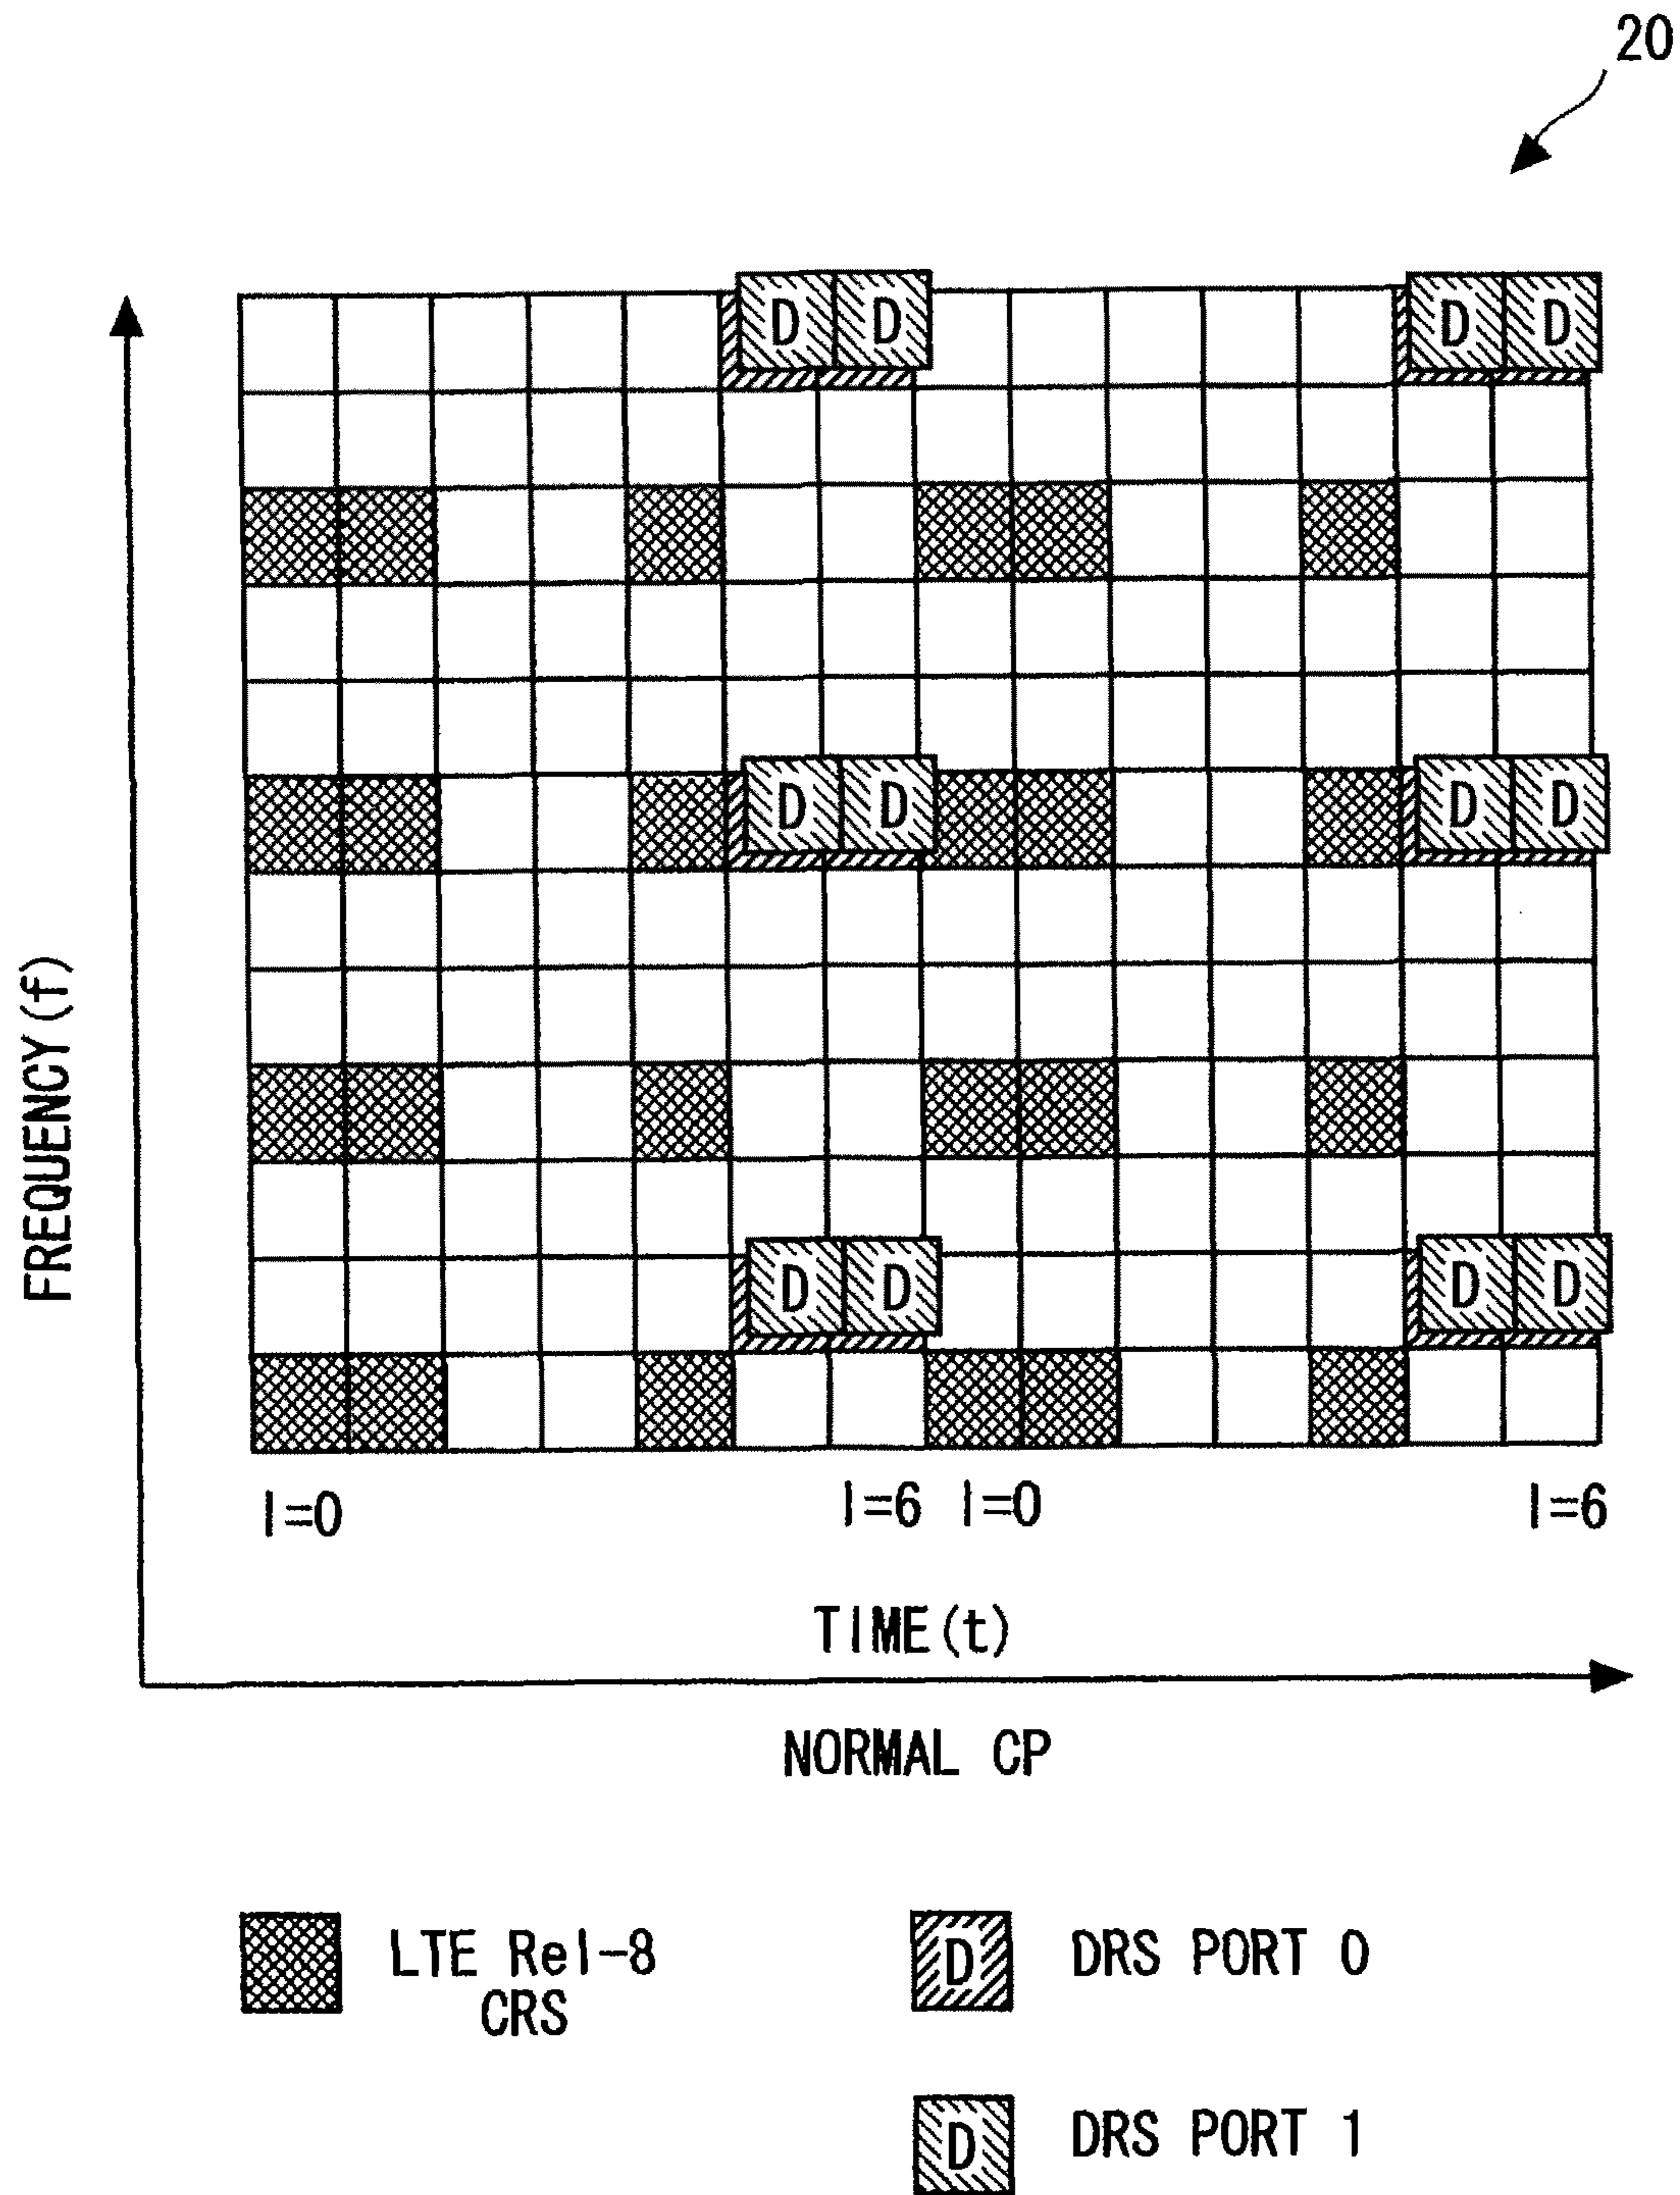 20
D D D D
D D D D
D D D D
FREQUENCY(f)
l=0 l=6 l=0 l=6
TIME(t)
NORMAL CP
LTE Rel-8
CRS
D DRS PORT 0
D DRS PORT 1